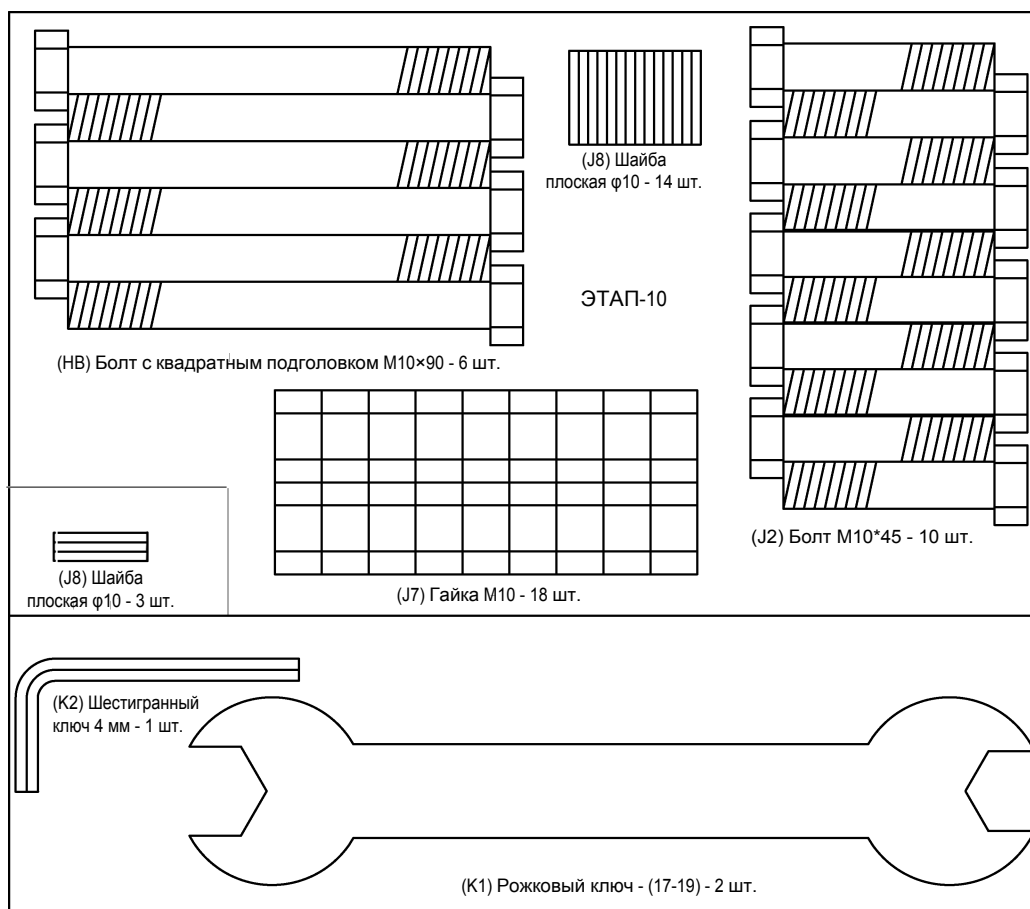 (J8) Шайба
плоская φ10 - 14 шт.
ЭТАП-10
(HB) Болт с квадратным подголовком М10×90 - 6 шт.
(J2) Болт М10*45 - 10 шт.
(J8) Шайба
плоская φ10 - 3 шт.
(J7) Гайка М10 - 18 шт.
(K2) Шестигранный
ключ 4 мм - 1 шт.
(K1) Рожковый ключ - (17-19) - 2 шт.